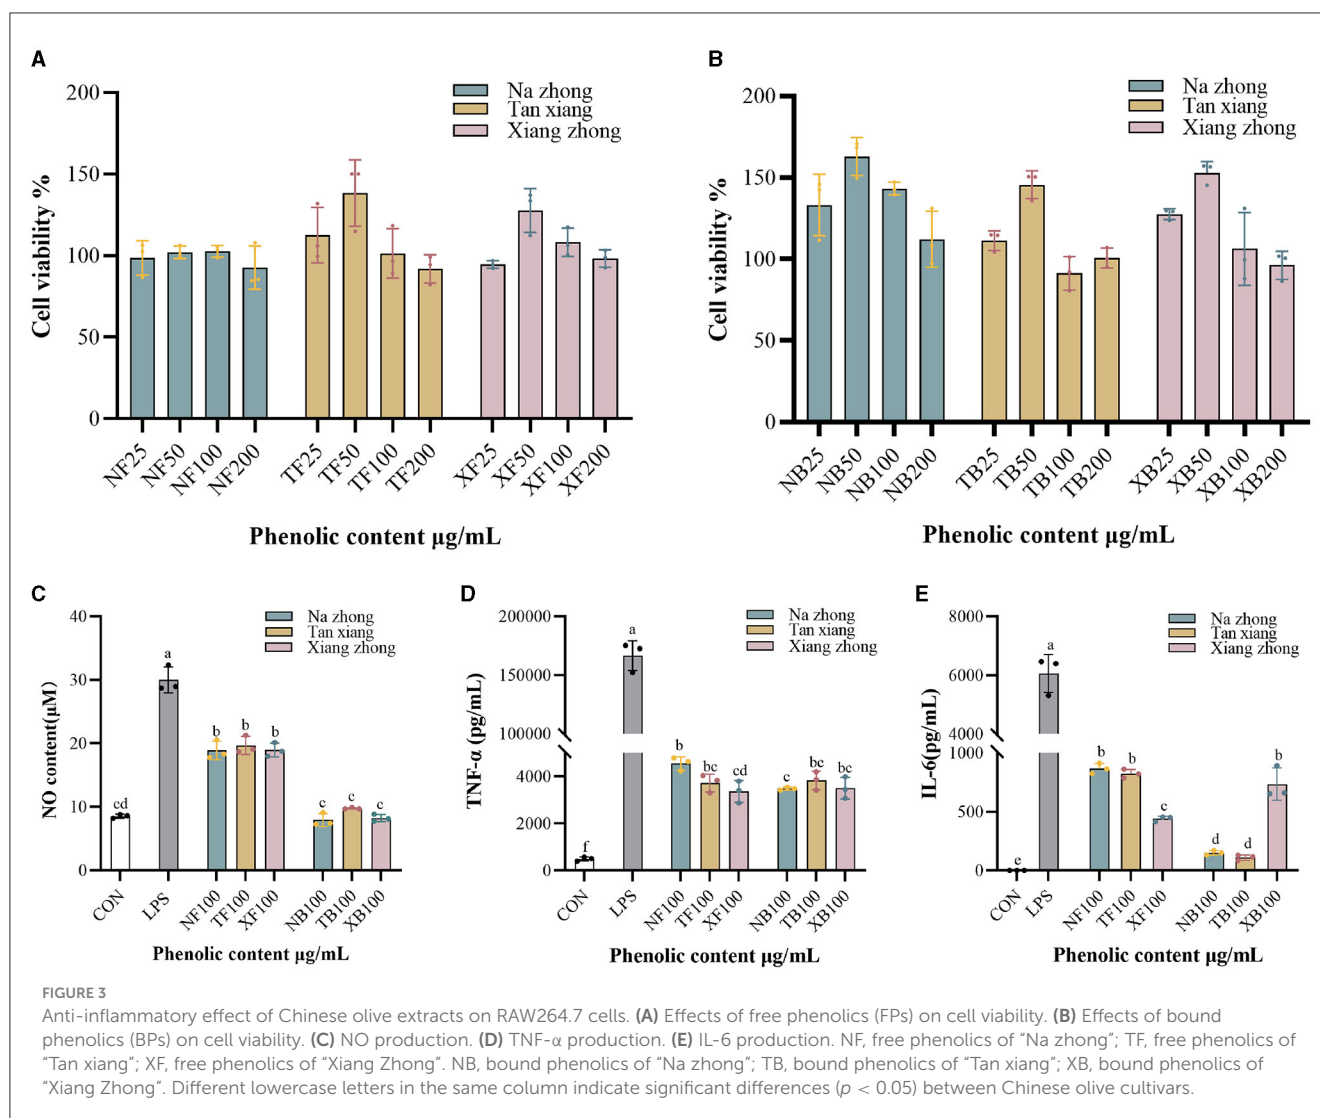 A
Na zhong
Tan xiang
Xiang zhong
200
150
100
50
0
Cell viability %
NF25
NF50
NF100
NF200
TF25
TF50
TF100
TF200
XF25
XF50
XF100
XF200
Phenolic content μg/mL
B
Na zhong
Tan xiang
Xiang zhong
200
150
100
50
0
Cell viability %
NB25
NB50
NB100
NB200
TB25
TB50
TB100
TB200
XB25
XB50
XB100
XB200
Phenolic content μg/mL
C
Na zhong
Tan xiang
Xiang zhong
40
30
20
10
0
NO content(μM)
cd
a
b
b
b
c
c
c
CON
LPS
NF100
TF100
XF100
NB100
TB100
XB100
Phenolic content μg/mL
D
Na zhong
Tan xiang
Xiang zhong
200000
150000
100000
4000
2000
0
TNF-α (pg/mL)
f
a
b
bc
cd
c
bc
bc
CON
LPS
NF100
TF100
XF100
NB100
TB100
XB100
Phenolic content μg/mL
E
Na zhong
Tan xiang
Xiang zhong
8000
6000
4000
1000
500
0
IL-6(pg/mL)
e
a
b
b
c
d
d
b
CON
LPS
NF100
TF100
XF100
NB100
TB100
XB100
Phenolic content μg/mL
FIGURE 3
Anti-inflammatory effect of Chinese olive extracts on RAW264.7 cells. (A) Effects of free phenolics (FPs) on cell viability. (B) Effects of bound
phenolics (BPs) on cell viability. (C) NO production. (D) TNF-α production. (E) IL-6 production. NF, free phenolics of “Na zhong”; TF, free phenolics of
“Tan xiang”; XF, free phenolics of “Xiang Zhong”. NB, bound phenolics of “Na zhong”; TB, bound phenolics of “Tan xiang”; XB, bound phenolics of
“Xiang Zhong”. Different lowercase letters in the same column indicate significant differences (p < 0.05) between Chinese olive cultivars.